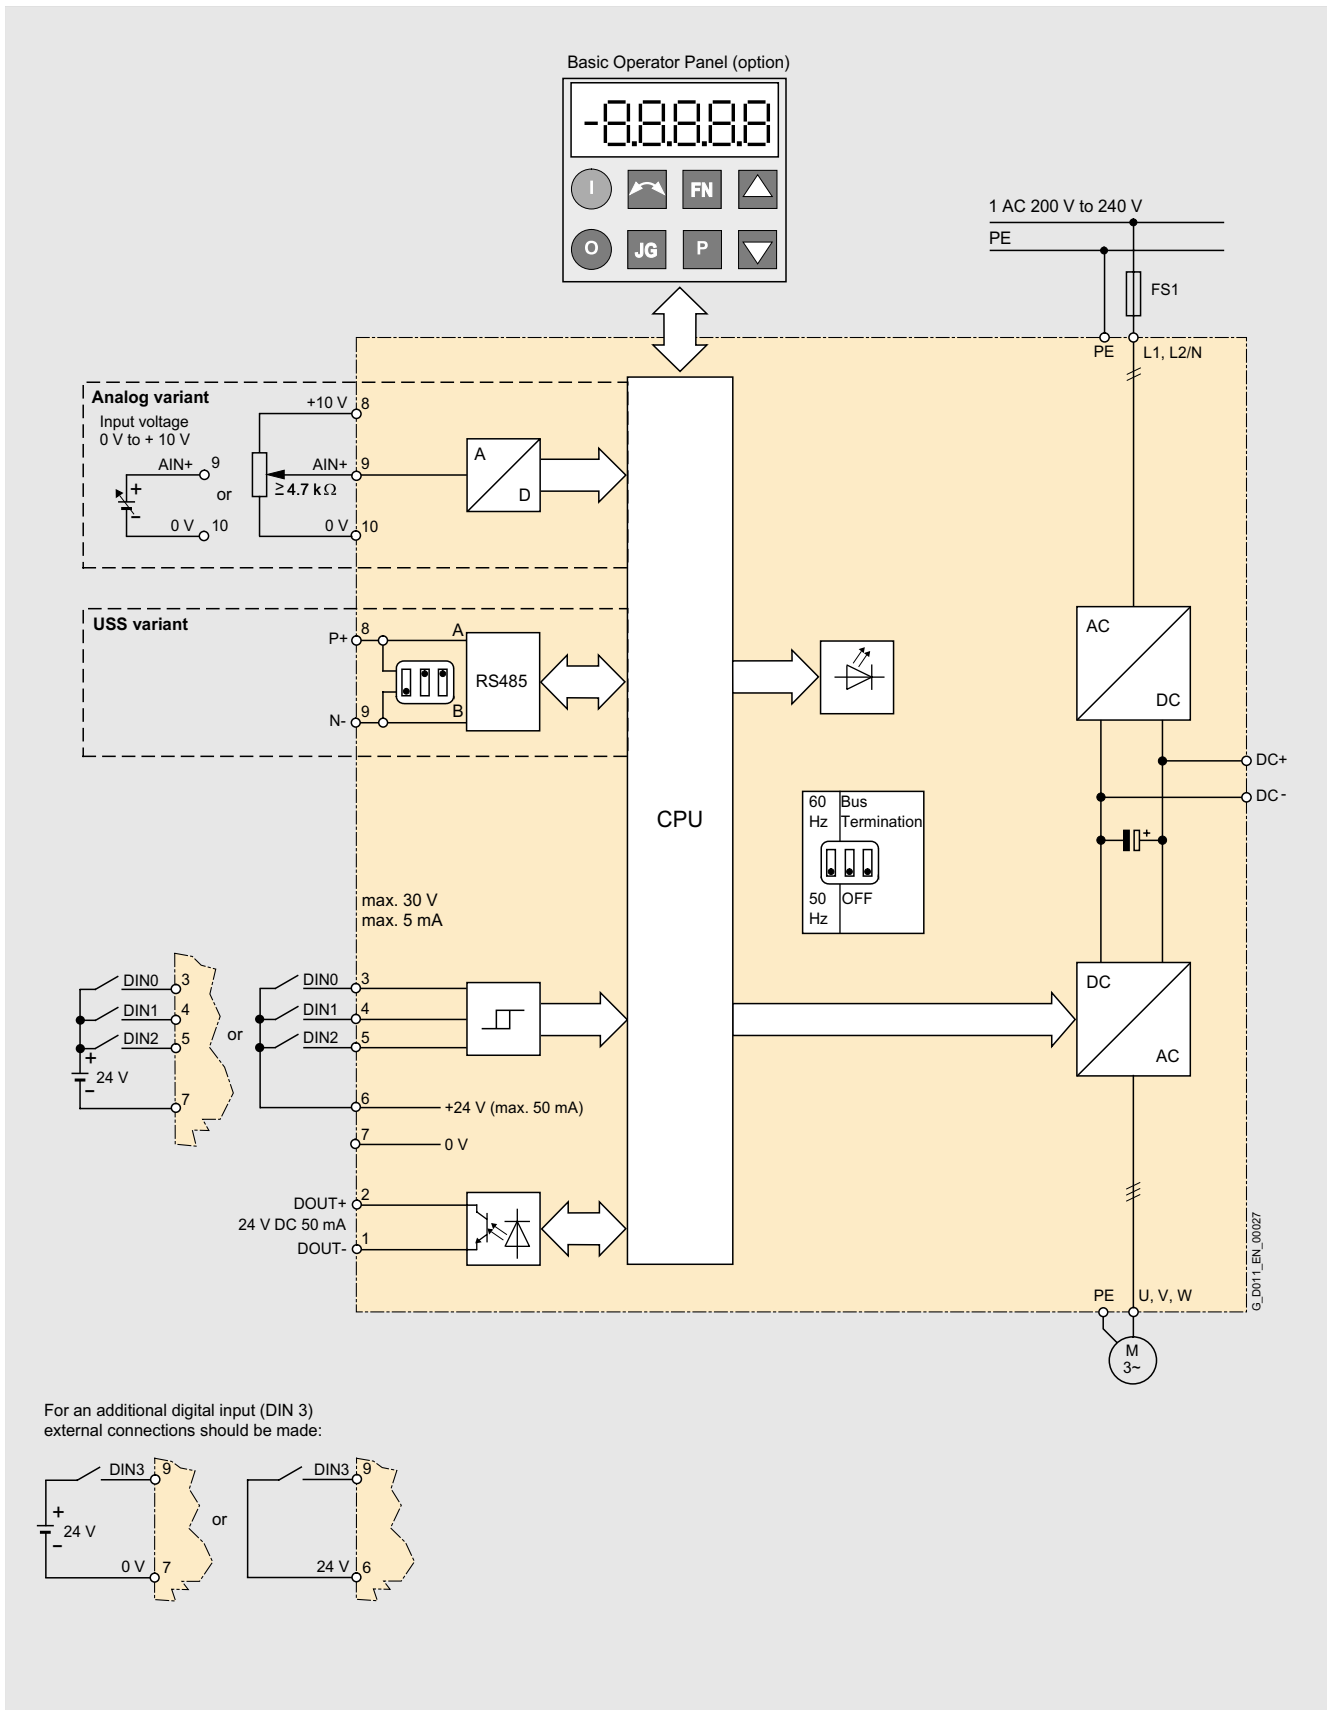 Basic Operator Panel (option)
-8.8.8.8.8
I
FN
O
JG
P
1 AC 200 V to 240 V
PE
FS1
PE
L1, L2/N
Analog variant
Input voltage
0 V to + 10 V
AIN+ 9
+
-
0 V 10
or
+10 V 8
AIN+ 9
≥ 4.7 kΩ
0 V 10
A
D
USS variant
P+ 8
A
RS485
N- 9
B
CPU
AC
DC
DC+
DC-
+
60 Hz
Bus Termination
50 Hz
OFF
max. 30 V
max. 5 mA
DIN0 3
DIN1 4
DIN2 5
+
24 V
-
7
or
DIN0 3
DIN1 4
DIN2 5
6
+24 V (max. 50 mA)
7
0 V
DC
AC
DOUT+ 2
24 V DC 50 mA
DOUT- 1
G_D011_EN_00027
PE
U, V, W
M
3~
For an additional digital input (DIN 3)
external connections should be made:
DIN3 9
+
24 V
-
0 V 7
or
DIN3 9
24 V 6